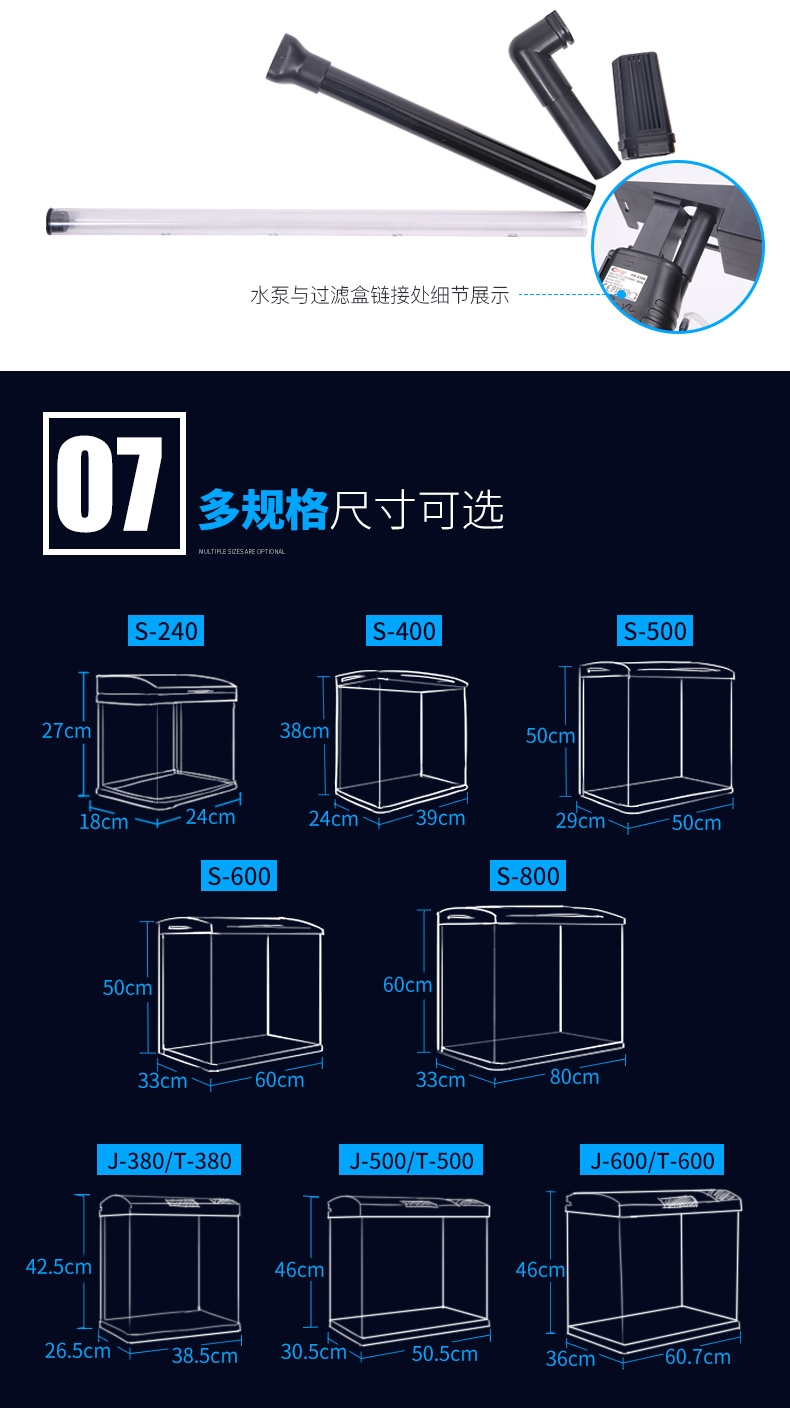 水泵与过滤盒链接处细节展示
07
多规格尺寸可选
MULTIPLE SIZES ARE OPTIONAL
S-240
S-400
S-500
27cm
38cm
50cm
18cm
24cm
24cm
39cm
29cm
50cm
S-600
S-800
50cm
60cm
33cm
60cm
33cm
80cm
J-380/T-380
J-500/T-500
J-600/T-600
42.5cm
46cm
46cm
26.5cm
38.5cm
30.5cm
50.5cm
36cm
60.7cm